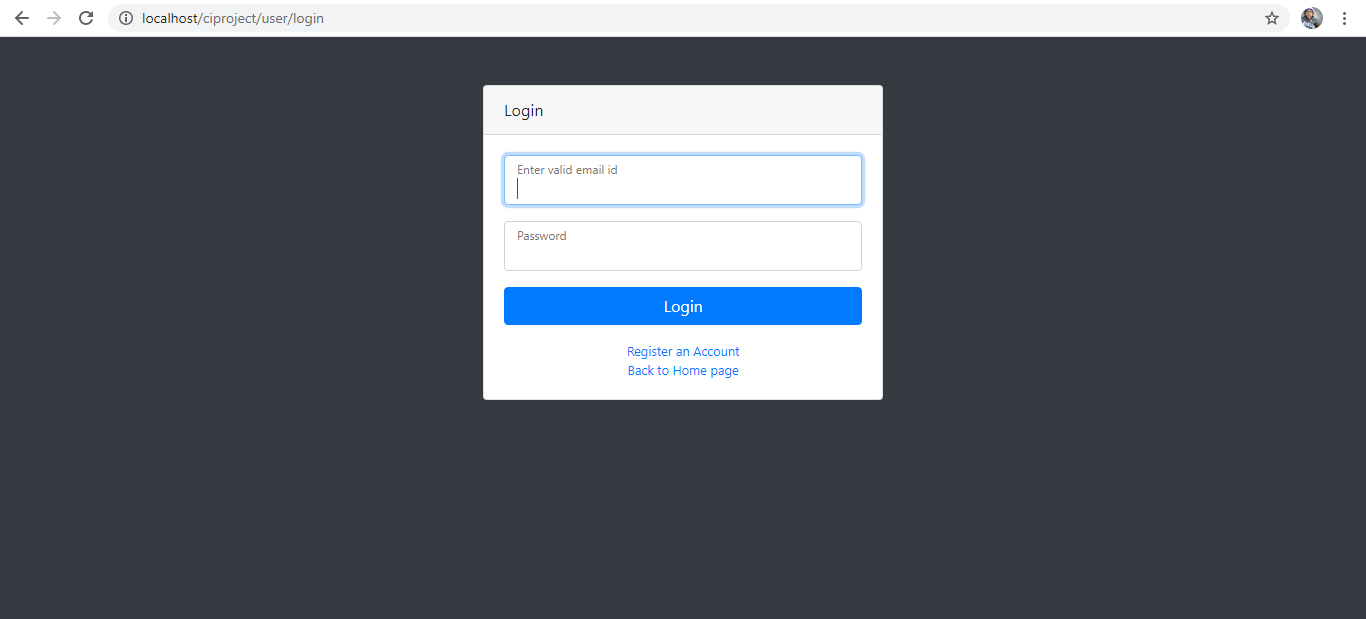 localhost/ciproject/user/login
Login
Enter valid email id
Password
Login
Register an Account
Back to Home page